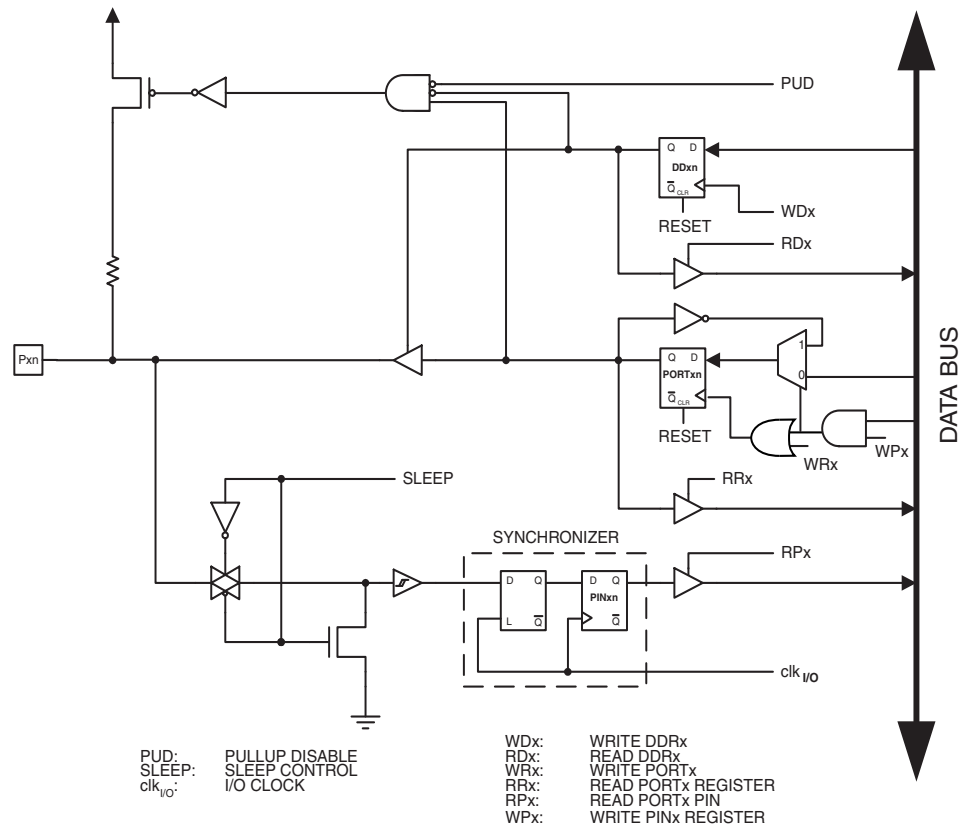 PUD
Q D
DDxn
Q CLR
WDx
RESET
RDx
1
Pxn
Q D
PORTxn
0
Q CLR
RESET
WRx
WPx
DATA BUS
SLEEP
RRx
SYNCHRONIZER
RPx
D Q
D Q
PINxn
L Q
Q
clk I/O
PUD: PULLUP DISABLE
SLEEP: SLEEP CONTROL
clkI/O: I/O CLOCK
WDx: WRITE DDRx
RDx: READ DDRx
WRx: WRITE PORTx
RRx: READ PORTx REGISTER
RPx: READ PORTx PIN
WPx: WRITE PINx REGISTER